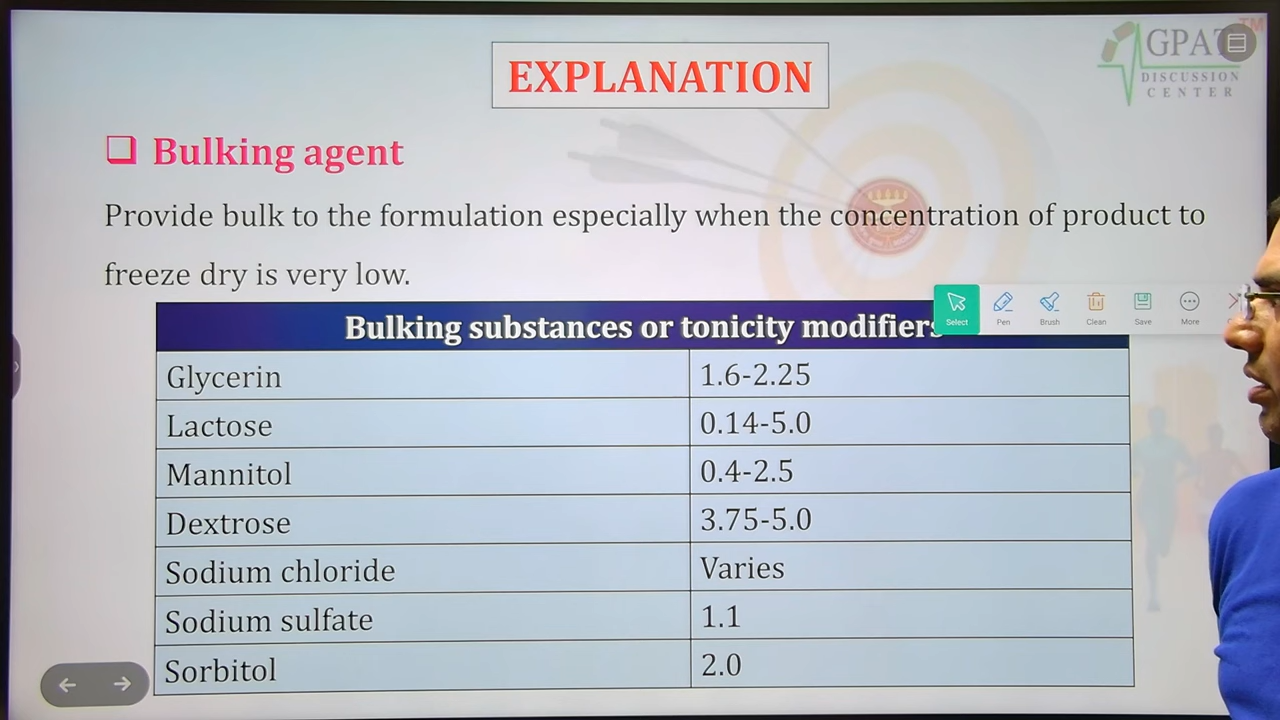 EXPLANATION
GPAT TM
DISCUSSION
CENTER
❑ Bulking agent
Provide bulk to the formulation especially when the concentration of product to
freeze dry is very low.
Bulking substances or tonicity modifiers
Select Pen Brush Clean Save More
Glycerin 1.6-2.25
Lactose 0.14-5.0
Mannitol 0.4-2.5
Dextrose 3.75-5.0
Sodium chloride Varies
Sodium sulfate 1.1
Sorbitol 2.0